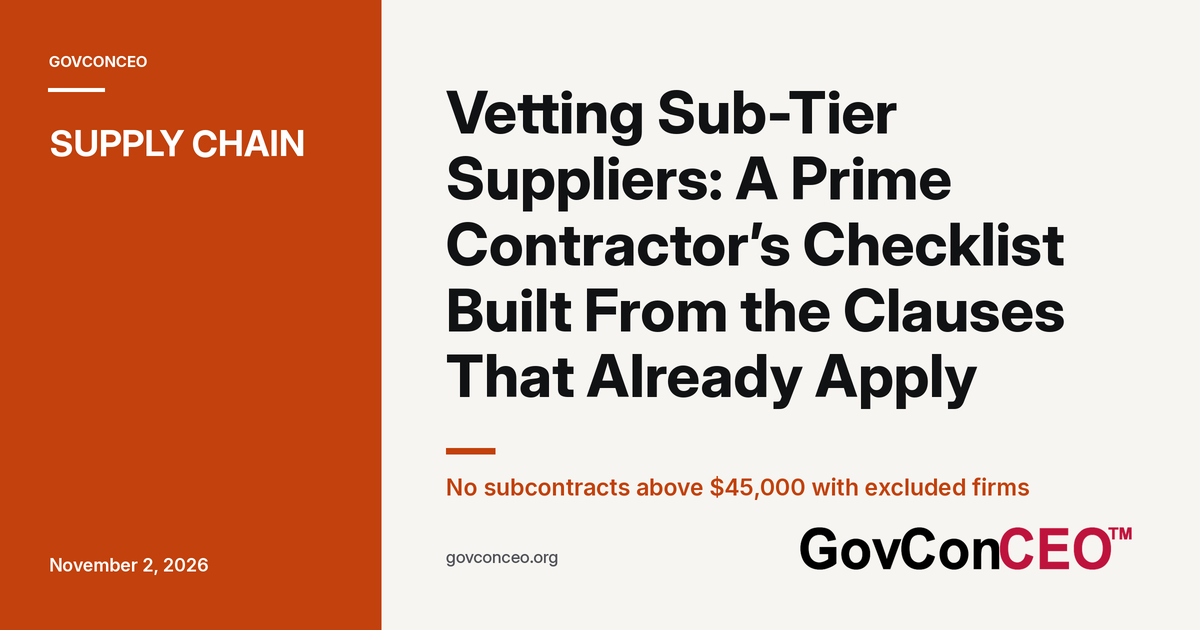 GOVCONCEO
SUPPLY CHAIN
November 2, 2026
Vetting Sub-Tier
Suppliers: A Prime
Contractor’s Checklist
Built From the Clauses
That Already Apply
No subcontracts above $45,000 with excluded firms
govconceo.org
GovConCEO™